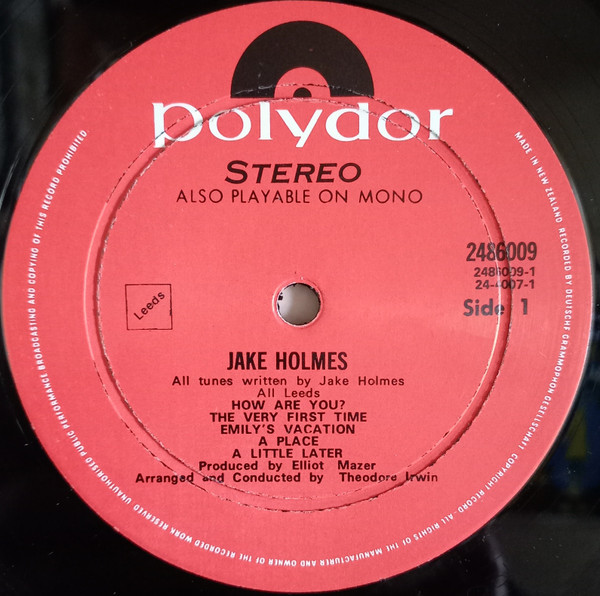 polydor
STEREO
ALSO PLAYABLE ON MONO
2486009
2486009-1
24-4007-1
Side 1
Leeds
JAKE HOLMES
All tunes written by Jake Holmes
All Leeds
HOW ARE YOU?
THE VERY FIRST TIME
EMILY'S VACATION
A PLACE
A LITTLE LATER
Produced by Elliot Mazer
Arranged and Conducted by Theodore Irwin
MADE IN NEW ZEALAND. RECORDED BY DEUTSCHE GRAMMOPHON GESELLSCHAFT. COPYRIGHT RECORD-ALL RIGHTS OF THE MANUFACTURER AND OWNER OF THE RECORDED WORK RESERVED UNAUTHORISED PUBLIC PERFORMANCE BROADCASTING AND COPYING OF THIS RECORD PROHIBITED.